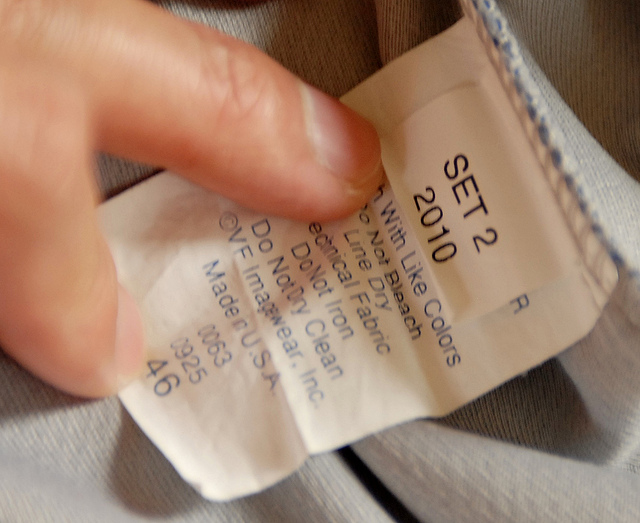 SET 2
2010
R
With Like Colors
Not Bleach
Line Dry
Fabric
Do Not Iron
Do Not Dry Clean
©VF Imagewear, Inc.
Made in U.S.A.
0063
0925
46